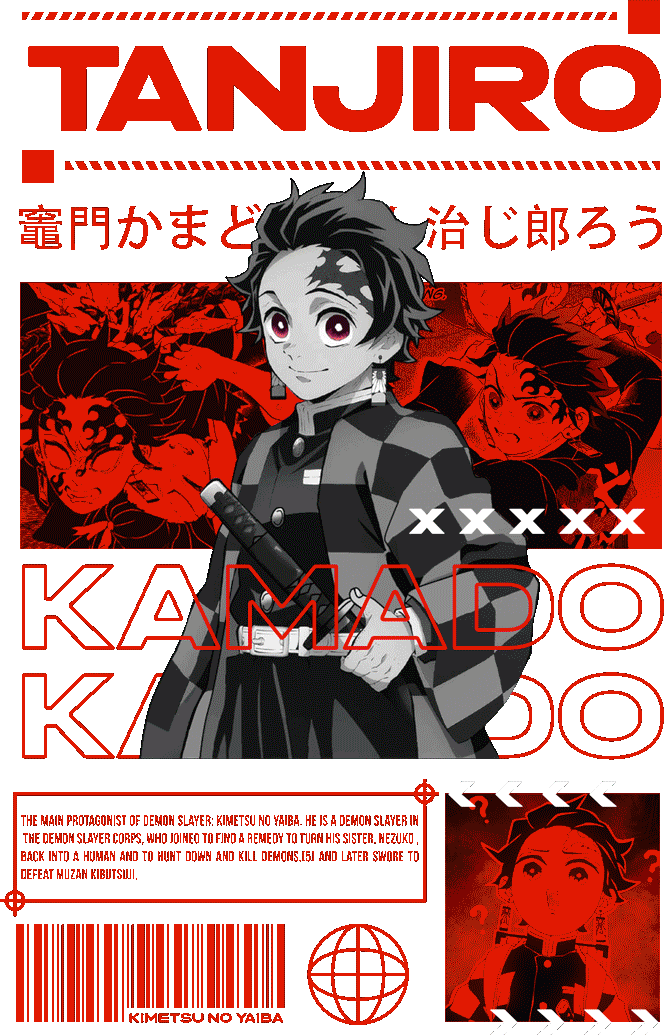 TANJIRO
竈門かまど 治じ郎ろう
NG.
XXXXX
KAMADO
KA DO
THE MAIN PROTAGONIST OF DEMON SLAYER: KIMETSU NO YAIBA. HE IS A DEMON SLAYER IN
THE DEMON SLAYER CORPS, WHO JOINED TO FIND A REMEDY TO TURN HIS SISTER, NEZUKO ,
BACK INTO A HUMAN AND TO HUNT DOWN AND KILL DEMONS,[5] AND LATER SWORE TO
DEFEAT MUZAN KIBUTSUJI.
? ?
?
KIMETSU NO YAIBA